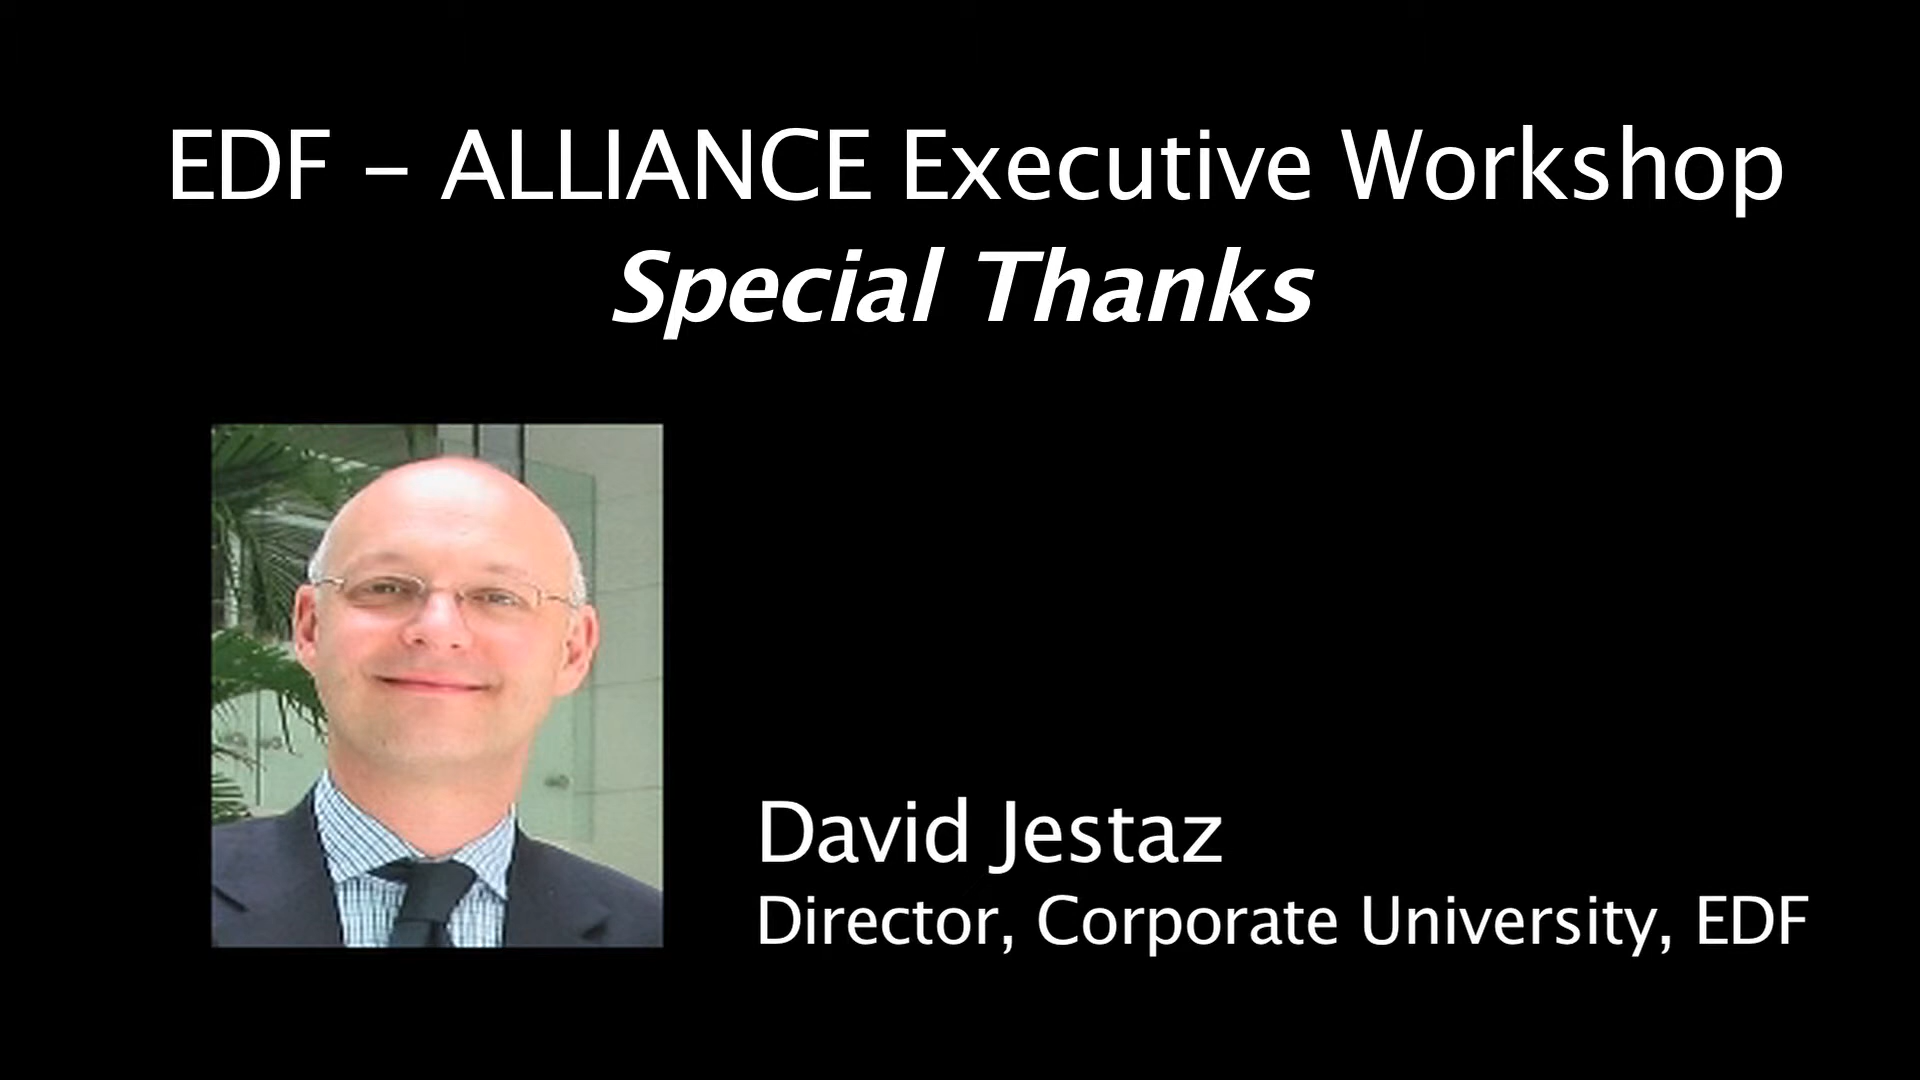 EDF – ALLIANCE Executive Workshop
Special Thanks
David Jestaz
Director, Corporate University, EDF